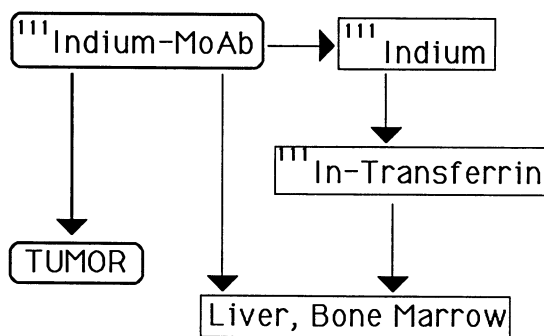 ¹¹¹Indium-MoAb
¹¹¹Indium
¹¹¹In-Transferrin
TUMOR
Liver, Bone Marrow